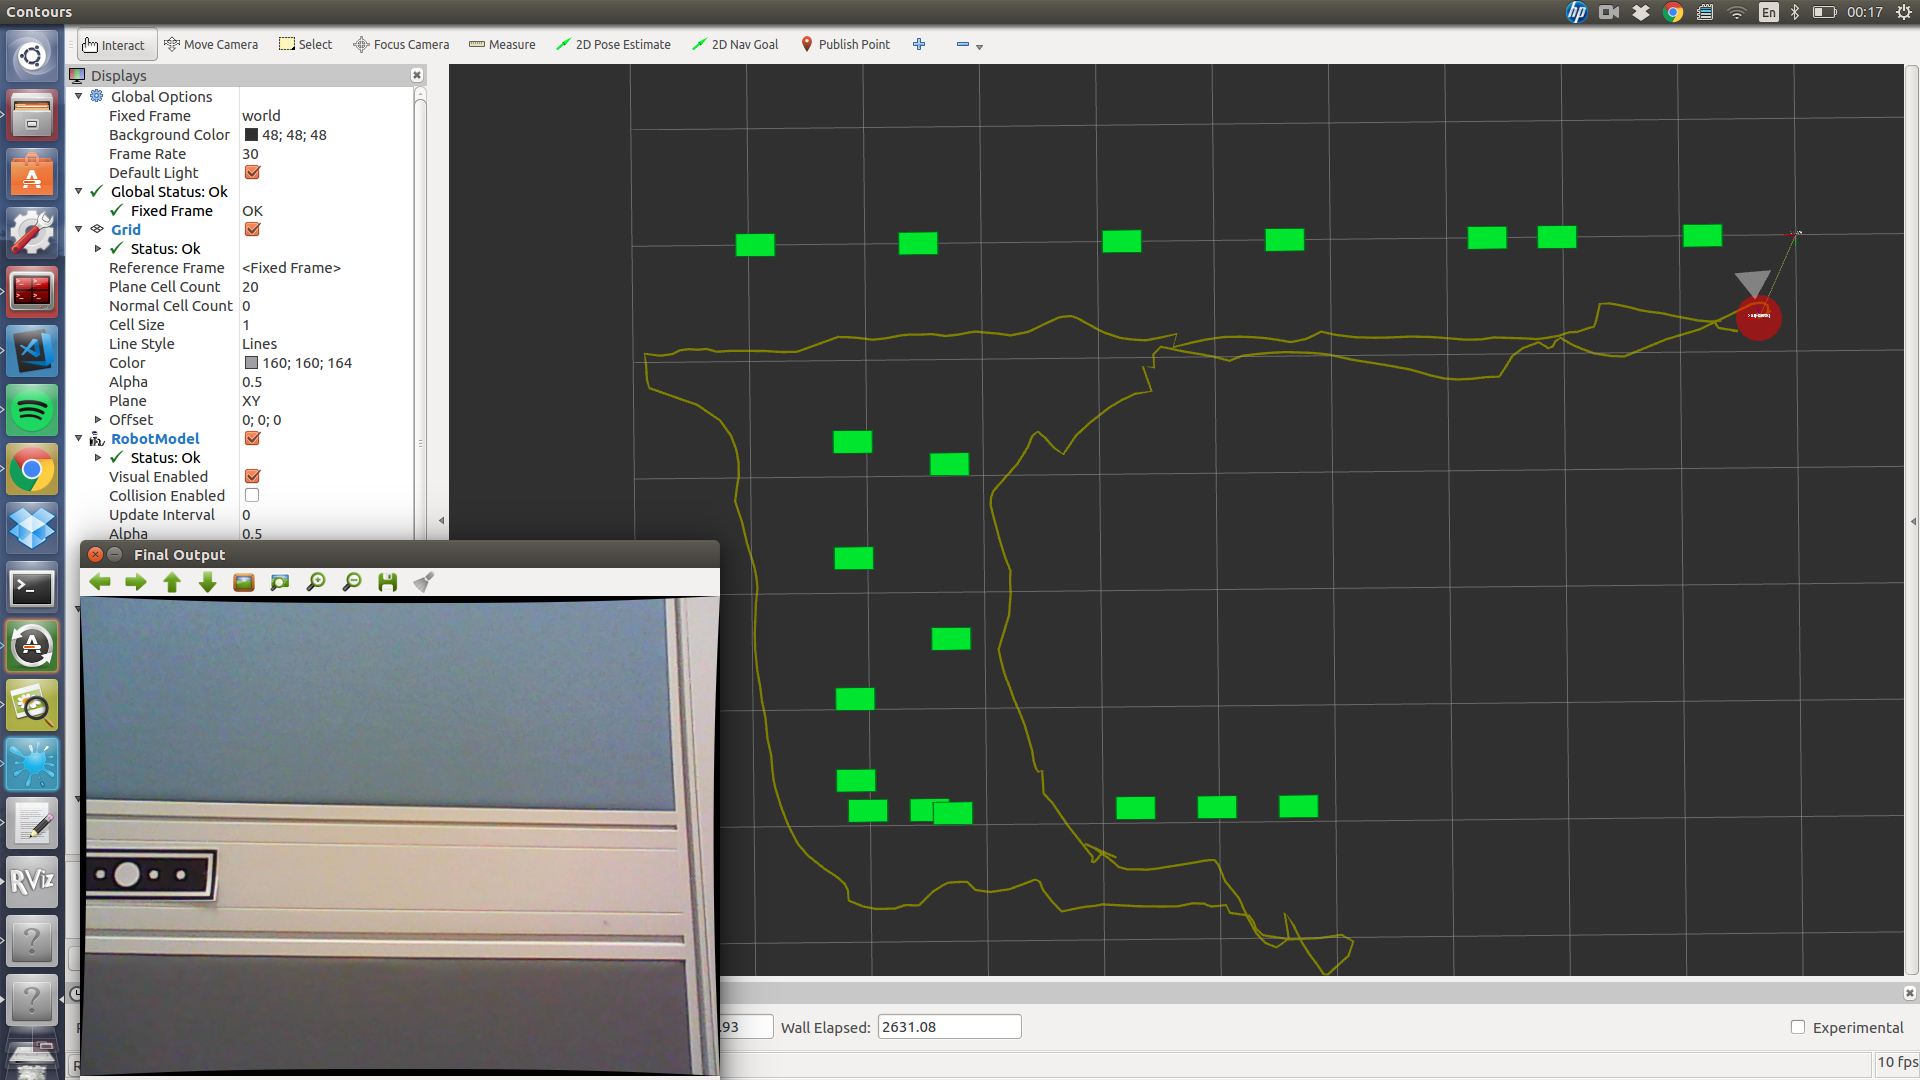 Contours
En
00:17
Interact
Move Camera
Select
Focus Camera
Measure
2D Pose Estimate
2D Nav Goal
Publish Point
Displays
Global Options
Fixed Frame world
Background Color 48; 48; 48
Frame Rate 30
Default Light
Global Status: Ok
Fixed Frame OK
Grid
Status: Ok
Reference Frame <Fixed Frame>
Plane Cell Count 20
Normal Cell Count 0
Cell Size 1
Line Style Lines
Color 160; 160; 164
Alpha 0.5
Plane XY
Offset 0; 0; 0
RobotModel
Status: Ok
Visual Enabled
Collision Enabled
Update Interval 0
Alpha 0.5
Final Output
RViz
.93
Wall Elapsed: 2631.08
Experimental
10 fps